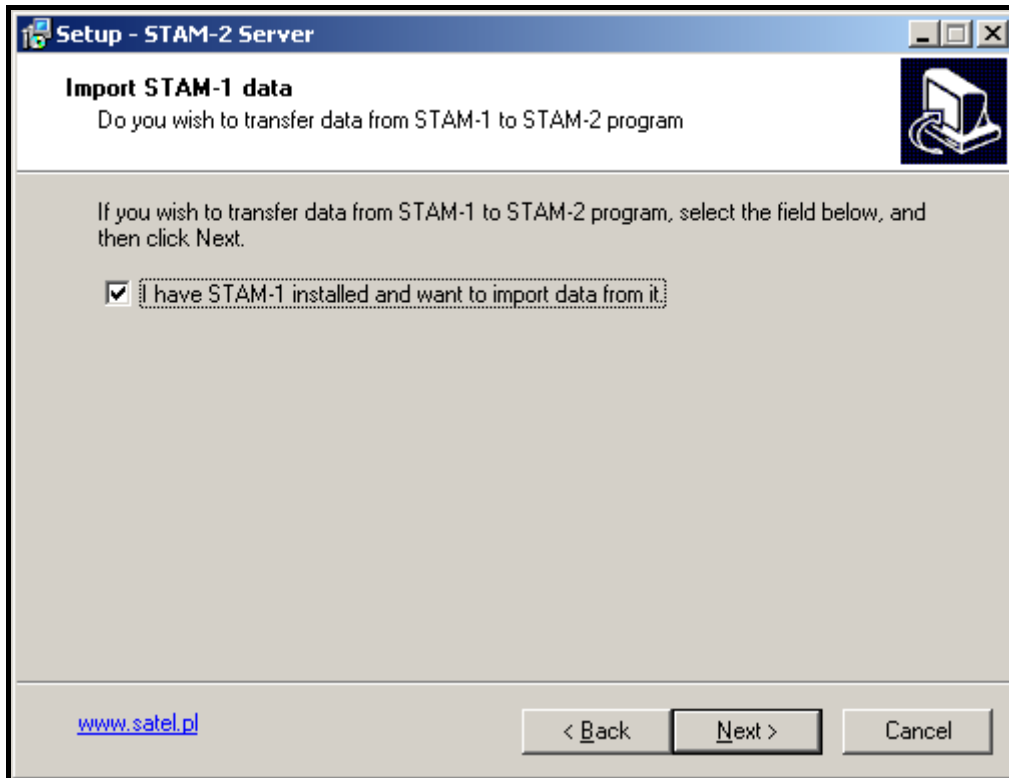 Setup - STAM-2 Server
Import STAM-1 data
Do you wish to transfer data from STAM-1 to STAM-2 program
If you wish to transfer data from STAM-1 to STAM-2 program, select the field below, and
then click Next.
I have STAM-1 installed and want to import data from it.
www.satel.pl
< Back
Next >
Cancel